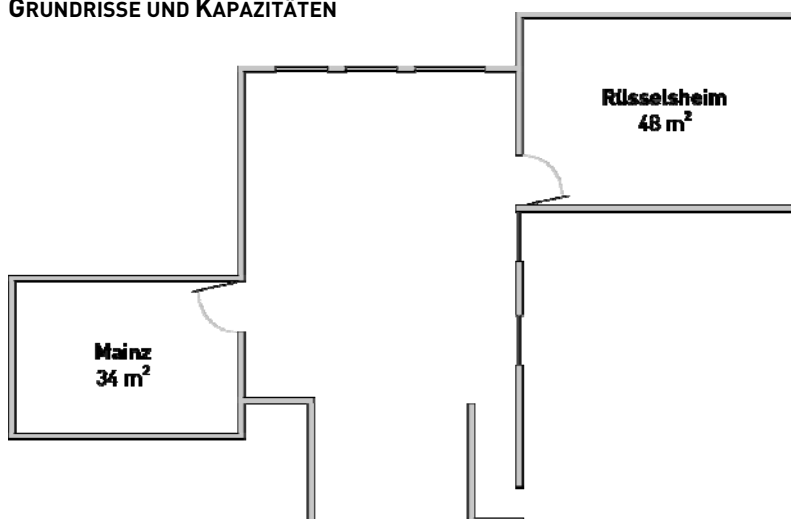 GRUNDRISSE UND KAPAZITÄTEN
Rüsselsheim
48 m²
Mainz
34 m²